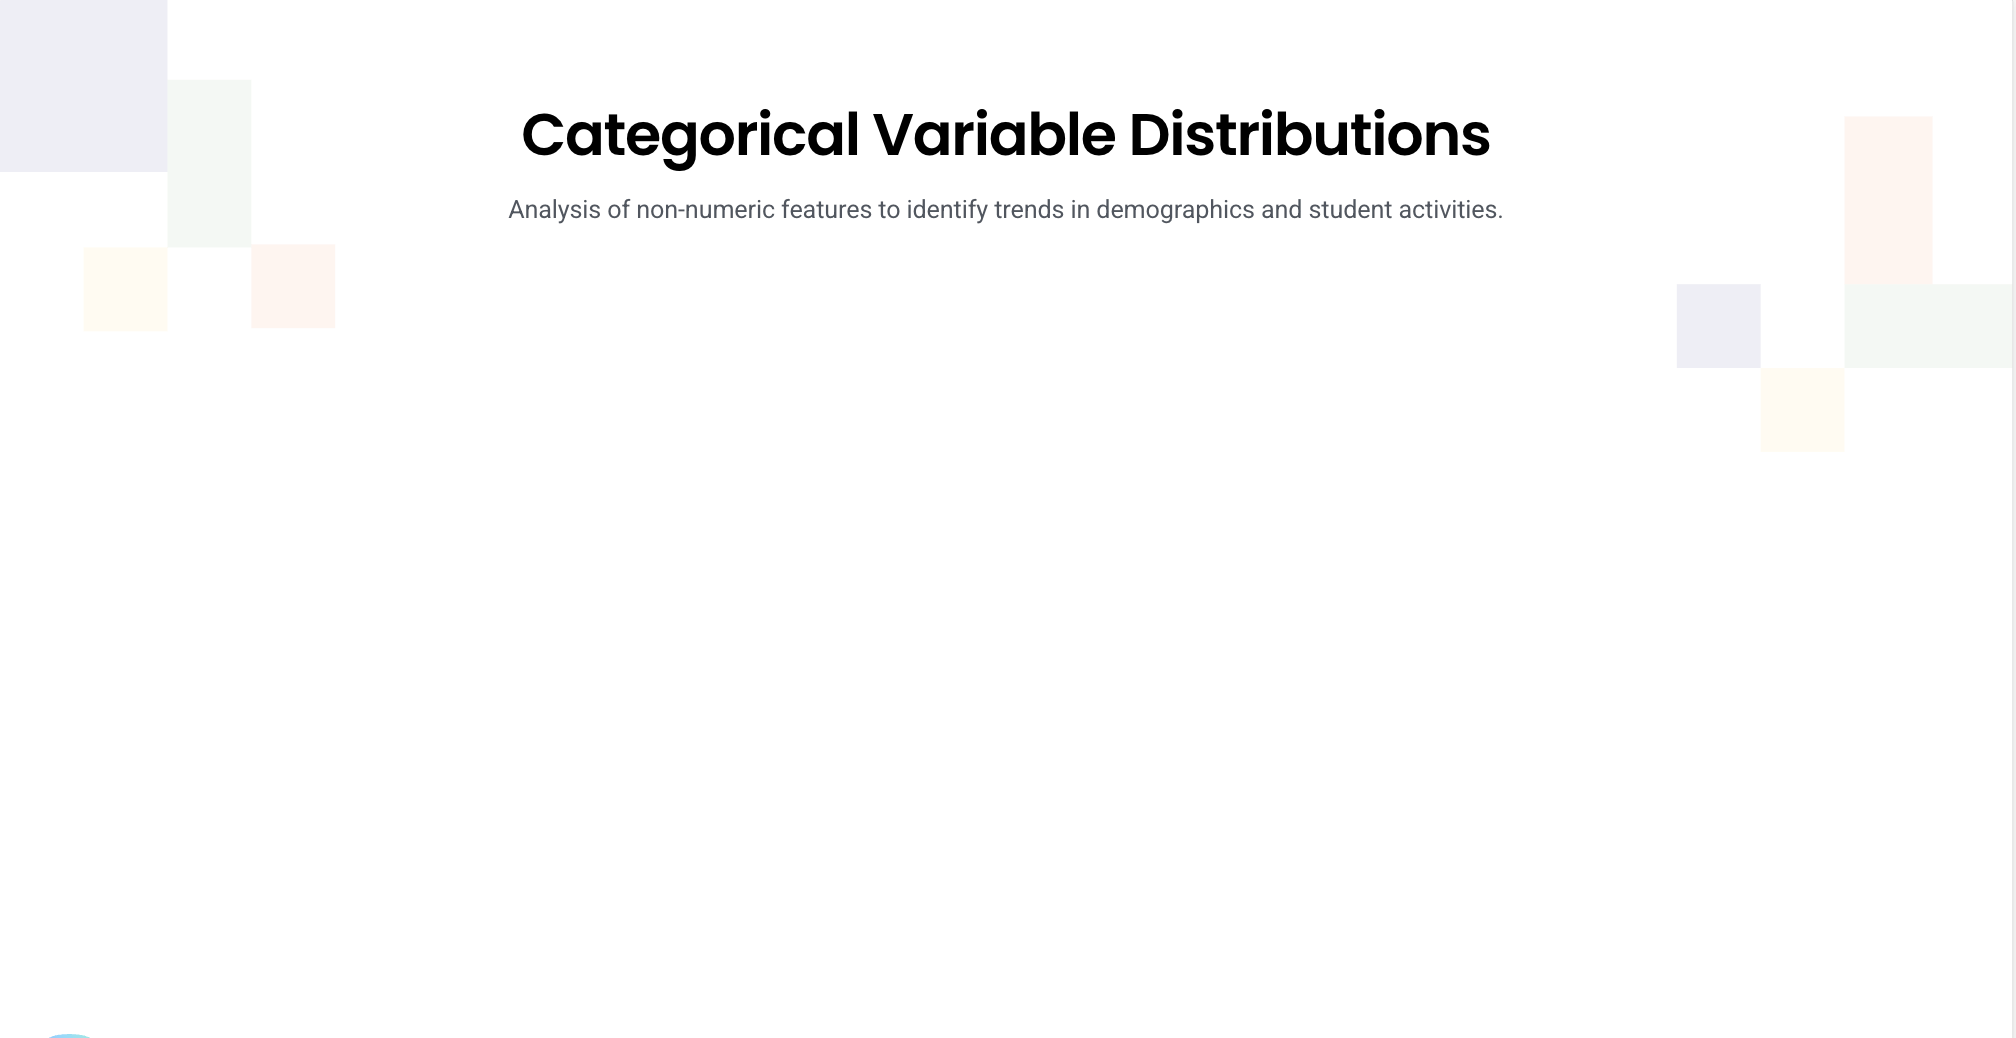 Categorical Variable Distributions
Analysis of non-numeric features to identify trends in demographics and student activities.